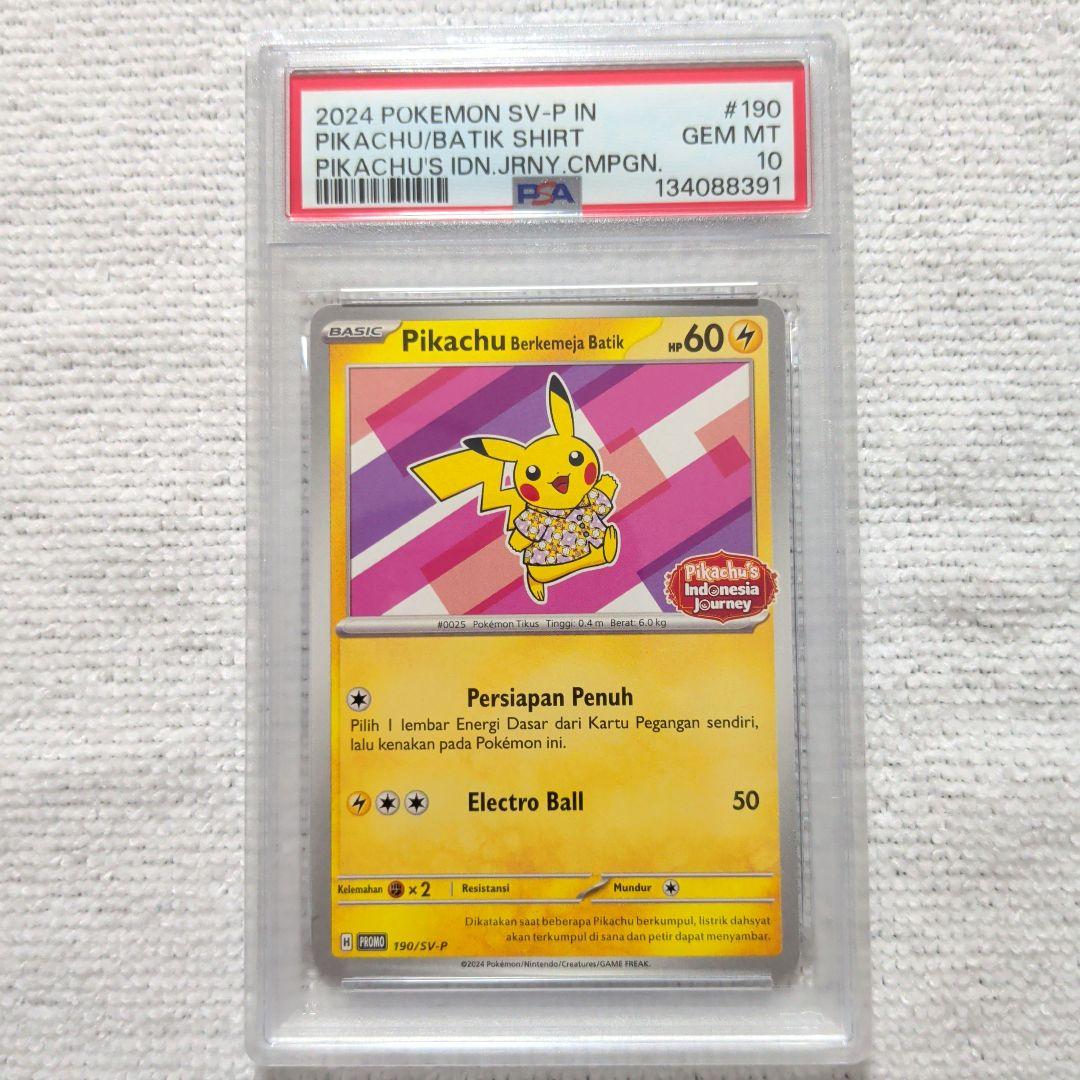 2024 POKEMON SV-P IN #190
PIKACHU/BATIK SHIRT GEM MT
PIKACHU'S IDN.JRNY.CMPGN. 10
PSA 134088391
BASIC Pikachu Berkemeja Batik HP 60
Pikachu's
Indonesia
Journey
#0025 Pokémon Tikus Tinggi: 0.4 m Berat: 6.0 kg
Persiapan Penuh
Pilih 1 lembar Energi Dasar dari Kartu Pegangan sendiri,
lalu kenakan pada Pokémon ini.
Electro Ball 50
Kelemahan x2 Resistansi Mundur
Dikatakan saat beberapa Pikachu berkumpul, listrik dahsyat
akan terkumpul di sana dan petir dapat menyambar.
H PROMO 190/SV-P
©2024 Pokémon/Nintendo/Creatures/GAME FREAK.